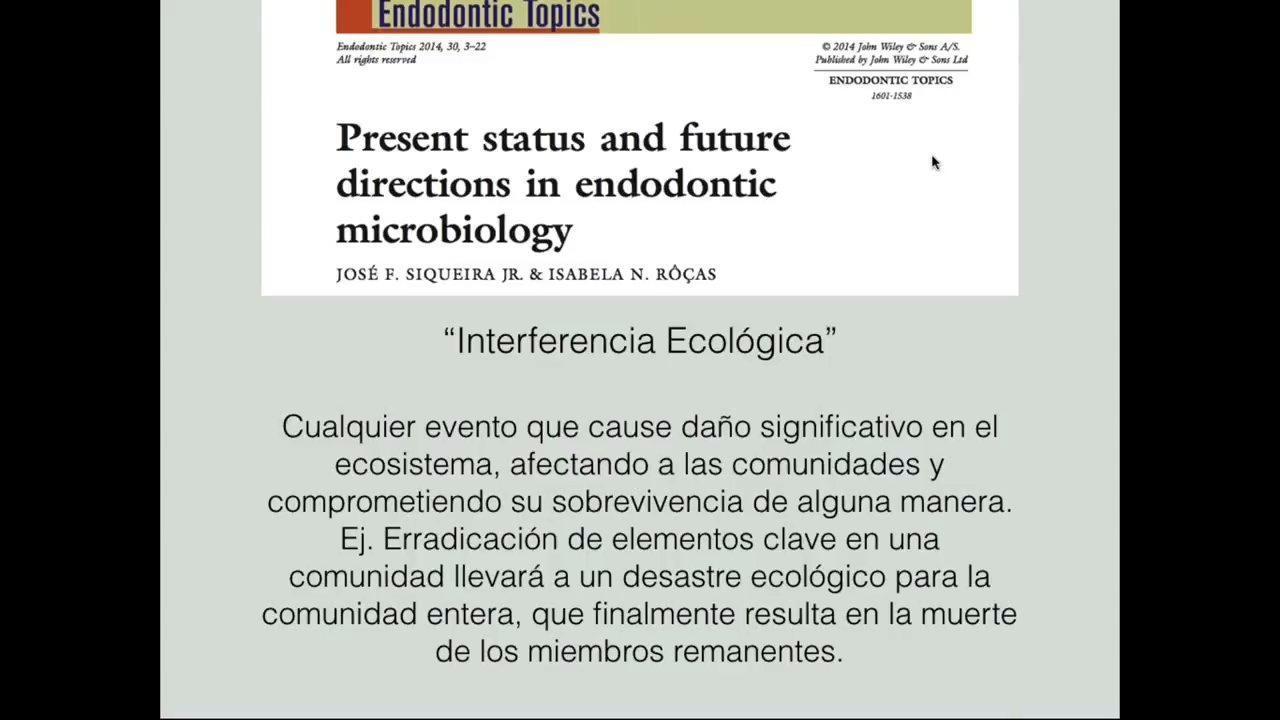 Endodontic Topics
Endodontic Topics 2014, 30, 3–22
All rights reserved
© 2014 John Wiley & Sons A/S.
Published by John Wiley & Sons Ltd
ENDODONTIC TOPICS
1601-1538
Present status and future
directions in endodontic
microbiology
JOSÉ F. SIQUEIRA JR. & ISABELA N. RÔÇAS
“Interferencia Ecológica”
Cualquier evento que cause daño significativo en el
ecosistema, afectando a las comunidades y
comprometiendo su sobrevivencia de alguna manera.
Ej. Erradicación de elementos clave en una
comunidad llevará a un desastre ecológico para la
comunidad entera, que finalmente resulta en la muerte
de los miembros remanentes.